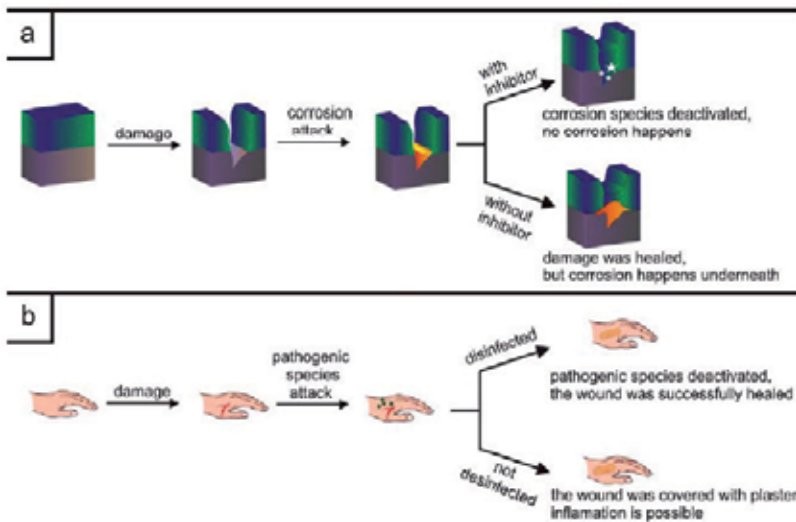 a
damage
corrosion
attack
with
inhibitor
corrosion species deactivated,
no corrosion happens
without
inhibitor
damage was healed,
but corrosion happens underneath
b
damage
pathogenic
species
attack
disinfected
pathogenic species deactivated,
the wound was successfully healed
not
desinfected
the wound was covered with plaster
inflamation is possible